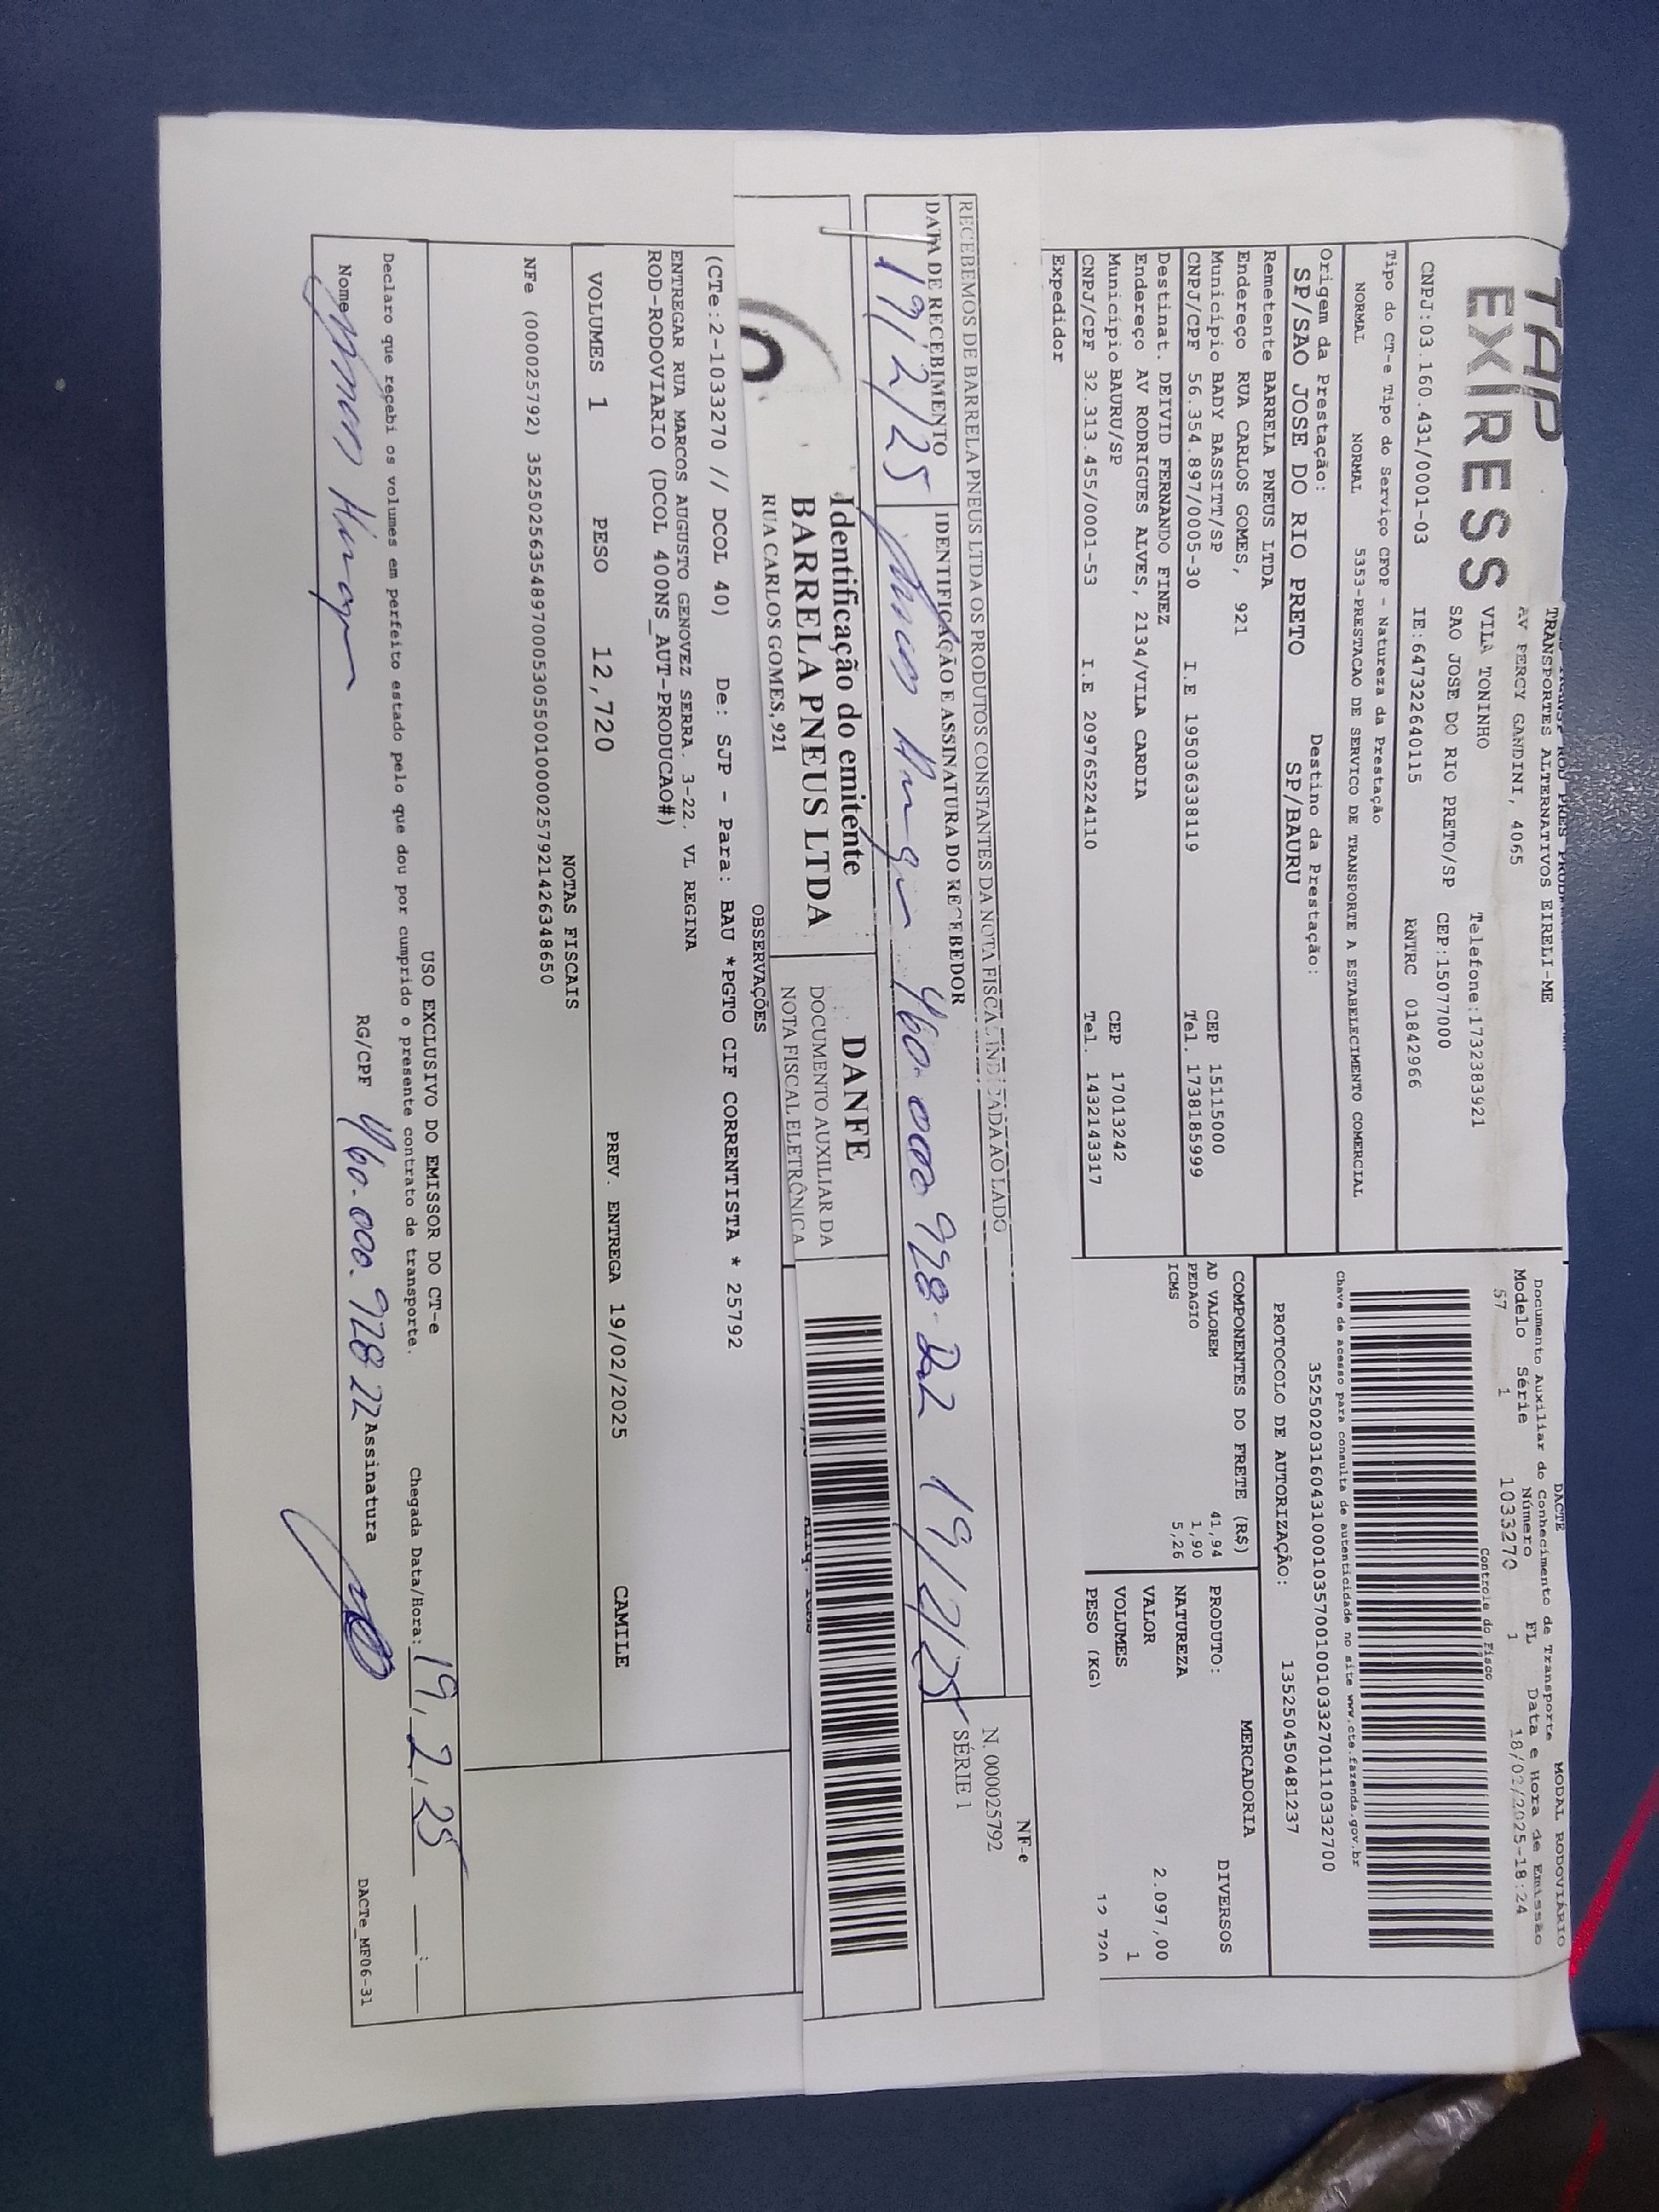 TAP
EXPRESS
TRANSPORTES ALTERNATIVOS EIRELI-ME
AV PERCY GANDINI, 4065
VILA TONINHO Telefone:1732383921
SAO JOSE DO RIO PRETO/SP CEP:15077000
CNPJ:03.160.431/0001-03 IE:647322640115 RNTRC 01842966
Tipo do CT-e Tipo do Serviço CFOP - Natureza da Prestação
NORMAL NORMAL 5353-PRESTACAO DE SERVICO DE TRANSPORTE A ESTABELECIMENTO COMERCIAL
Origem da Prestação: Destino da Prestação:
SP/SAO JOSE DO RIO PRETO SP/BAURU
DACTE MODAL RODOVIÁRIO
Documento Auxiliar do Conhecimento de Transporte
Modelo Série Número FL Data e Hora de Emissão
57 1 1033270 1 18/02/2025-18:24
Controle do Fisco
Chave de acesso para consulta de autenticidade no site www.cte.fazenda.gov.br
35250203160431000103570010010332701110332700
PROTOCOLO DE AUTORIZAÇÃO: 135250450481237
Remetente BARRELA PNEUS LTDA
Endereço RUA CARLOS GOMES, 921
Município BADY BASSITT/SP CEP 15115000
CNPJ/CPF 56.354.897/0005-30 I.E 195036338119 Tel. 1738185999
Destinat. DEIVID FERNANDO FINEZ
Endereço AV RODRIGUES ALVES, 2134/VILA CARDIA
Município BAURU/SP CEP 17013242
CNPJ/CPF 32.313.455/0001-53 I.E 209765224110 Tel. 1432143317
Expedidor
COMPONENTES DO FRETE (R$)
AD VALOREM 41,94
PEDAGIO 1,90
ICMS 5,26
MERCADORIA
PRODUTO: DIVERSOS
NATUREZA
VALOR 2.097,00
VOLUMES 1
PESO (KG) 12,720
RECEBEMOS DE BARRELA PNEUS LTDA OS PRODUTOS CONSTANTES DA NOTA FISCAL INDICADA AO LADO
DATA DE RECEBIMENTO IDENTIFICAÇÃO E ASSINATURA DO RECEBEDOR
19/2/25 460.000.928.22 19/2/25
NF-e
N. 000025792
SÉRIE 1
Identificação do emitente
BARRELA PNEUS LTDA
RUA CARLOS GOMES, 921
DANFE
DOCUMENTO AUXILIAR DA
NOTA FISCAL ELETRÔNICA
OBSERVAÇÕES
(CTe:2-1033270 // DCOL 40) De: SJP - Para: BAU *PGTO CIF CORRENTISTA * 25792
ENTREGAR RUA MARCOS AUGUSTO GENOVEZ SERRA. 3-22. VL REGINA
ROD-RODOVIARIO (DCOL 400NS_AUT-PRODUCAO#)
VOLUMES 1 PESO 12,720 PREV. ENTREGA 19/02/2025 CAMILE
NOTAS FISCAIS
NFe (000025792) 35250256354897000530550010000257921426348650
USO EXCLUSIVO DO EMISSOR DO CT-e
Declaro que recebi os volumes em perfeito estado pelo que dou por cumprido o presente contrato de transporte. Chegada Data/Hora: 19, 2, 25 __:__
Nome RG/CPF 460.000.928 22 Assinatura
DACTe_MF06-31